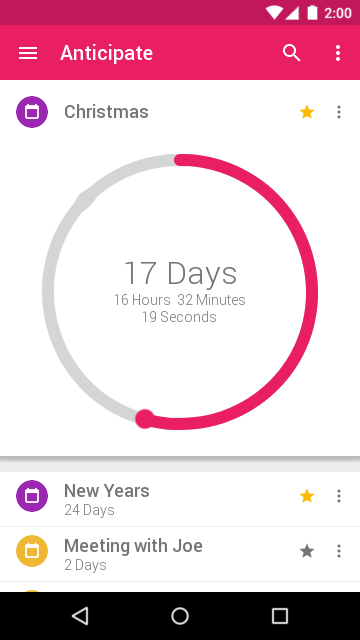 2:00
Anticipate
Christmas
17 Days
16 Hours 32 Minutes
19 Seconds
New Years
24 Days
Meeting with Joe
2 Days